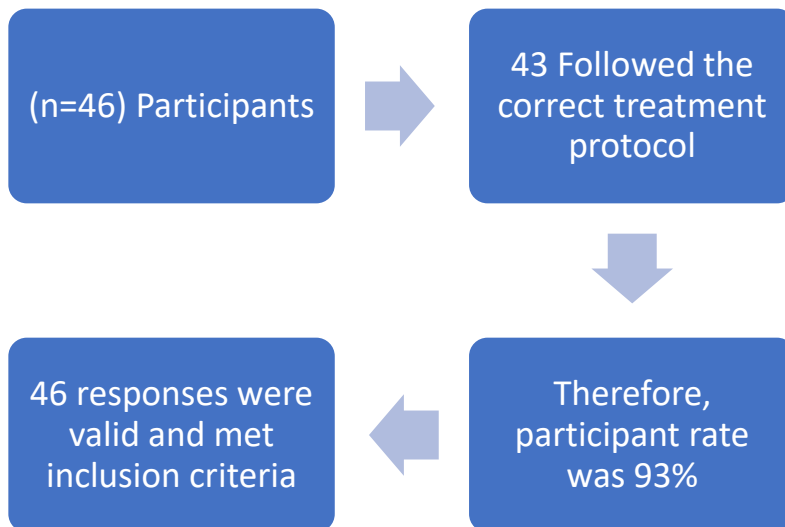 (n=46) Participants
43 Followed the
correct treatment
protocol
Therefore,
participant rate
was 93%
46 responses were
valid and met
inclusion criteria